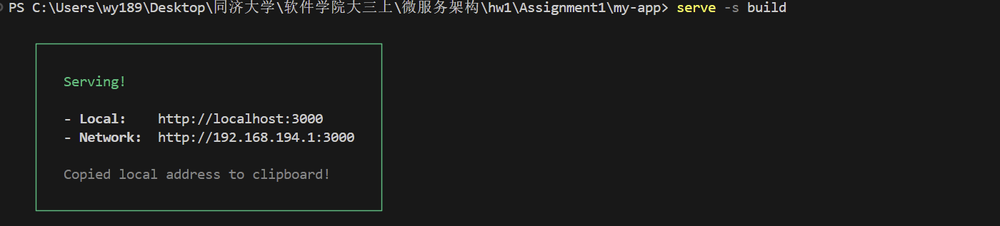 PS C:\Users\wy189\Desktop\同济大学\软件学院大三上\微服务架构\hw1\Assignment1\my-app> serve -s build
Serving!
- Local: http://localhost:3000
- Network: http://192.168.194.1:3000
Copied local address to clipboard!